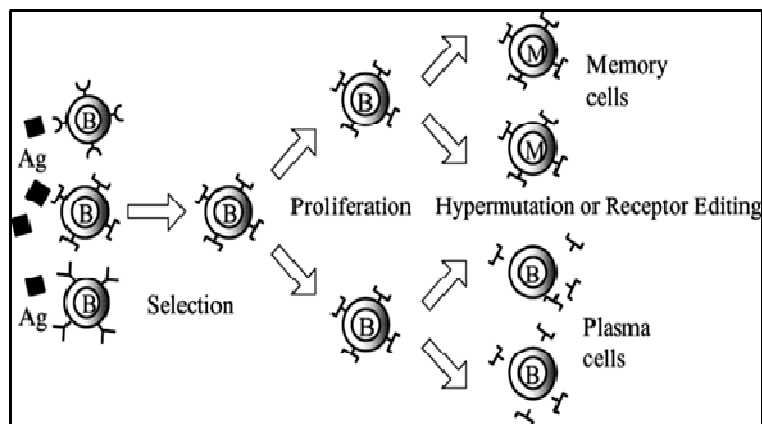 B
Ag
B
B
Ag
Selection
B
Proliferation
B
B
Hypermutation or Receptor Editing
M
Memory
cells
M
B
Plasma
cells
B